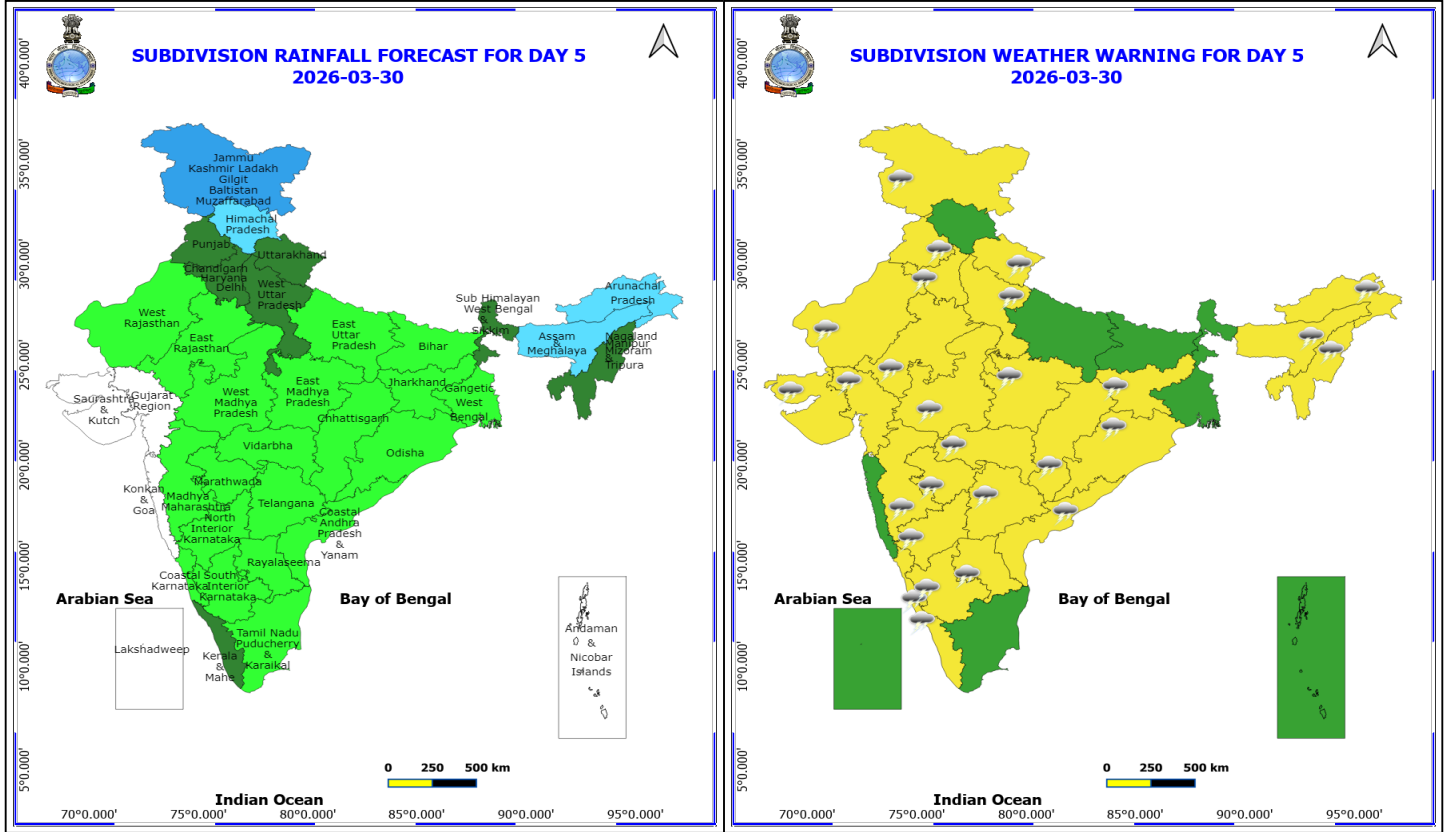 SUBDIVISION RAINFALL FORECAST FOR DAY 5
2026-03-30
40°0.000'
35°0.000'
30°0.000'
25°0.000'
20°0.000'
15°0.000'
10°0.000'
5°0.000'
Jammu
Kashmir Ladakh
Gilgit
Baltistan
Muzaffarabad
Himachal
Pradesh
Punjab
Uttarakhand
Chandigarh
Haryana
Delhi
West
Uttar
Pradesh
West
Rajasthan
East
Rajasthan
East
Uttar
Pradesh
Bihar
Sub Himalayan
West Bengal
&
Sikkim
Arunachal
Pradesh
Assam
&
Meghalaya
Nagaland
Manipur
Mizoram
&
Tripura
Saurashtra
&
Kutch
Gujarat
Region
West
Madhya
Pradesh
East
Madhya
Pradesh
Jharkhand
Gangetic
West
Bengal
Chhattisgarh
Vidarbha
Odisha
Konkan
&
Goa
Madhya
Maharashtra
Marathwada
Telangana
North
Interior
Karnataka
Coastal
Andhra
Pradesh
&
Yanam
Rayalaseema
Coastal
Karnataka
South
Interior
Karnataka
Tamil Nadu
Puducherry
&
Karaikal
Kerala
&
Mahe
Lakshadweep
Andaman
&
Nicobar
Islands
Arabian Sea
Bay of Bengal
Indian Ocean
0 250 500 km
70°0.000' 75°0.000' 80°0.000' 85°0.000' 90°0.000' 95°0.000'
SUBDIVISION WEATHER WARNING FOR DAY 5
2026-03-30
40°0.000'
35°0.000'
30°0.000'
25°0.000'
20°0.000'
15°0.000'
10°0.000'
5°0.000'
Arabian Sea
Bay of Bengal
Indian Ocean
0 250 500 km
70°0.000' 75°0.000' 80°0.000' 85°0.000' 90°0.000' 95°0.000'